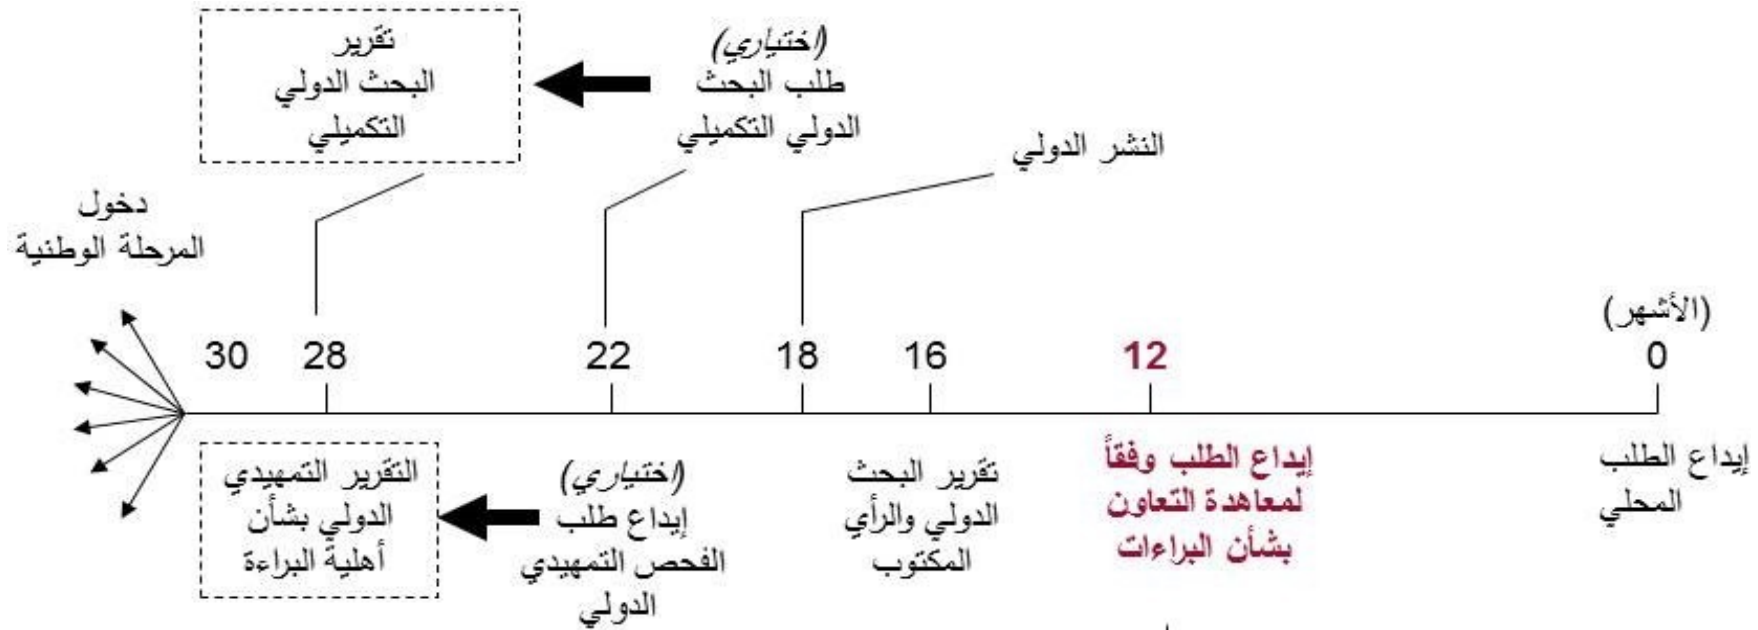 (اختياري)
طلب البحث
الدولي التكميلي
تقرير
البحث الدولي
التكميلي
النشر الدولي
دخول
المرحلة الوطنية
(الأشهر)
0
12
16
18
22
28
30
إيداع الطلب
المحلي
إيداع الطلب وفقاً
لمعاهدة التعاون
بشأن البراءات
تقرير البحث
الدولي والرأي
المكتوب
(اختياري)
إيداع طلب
الفحص التمهيدي
الدولي
التقرير التمهيدي
الدولي بشأن
أهلية البراءة